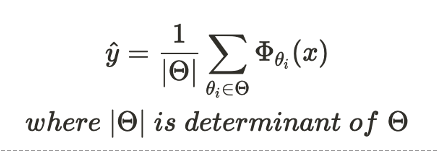 ŷ = 1/|Θ| ∑_{θ_i∈Θ} Φ_{θ_i}(x)
where |Θ| is determinant of Θ